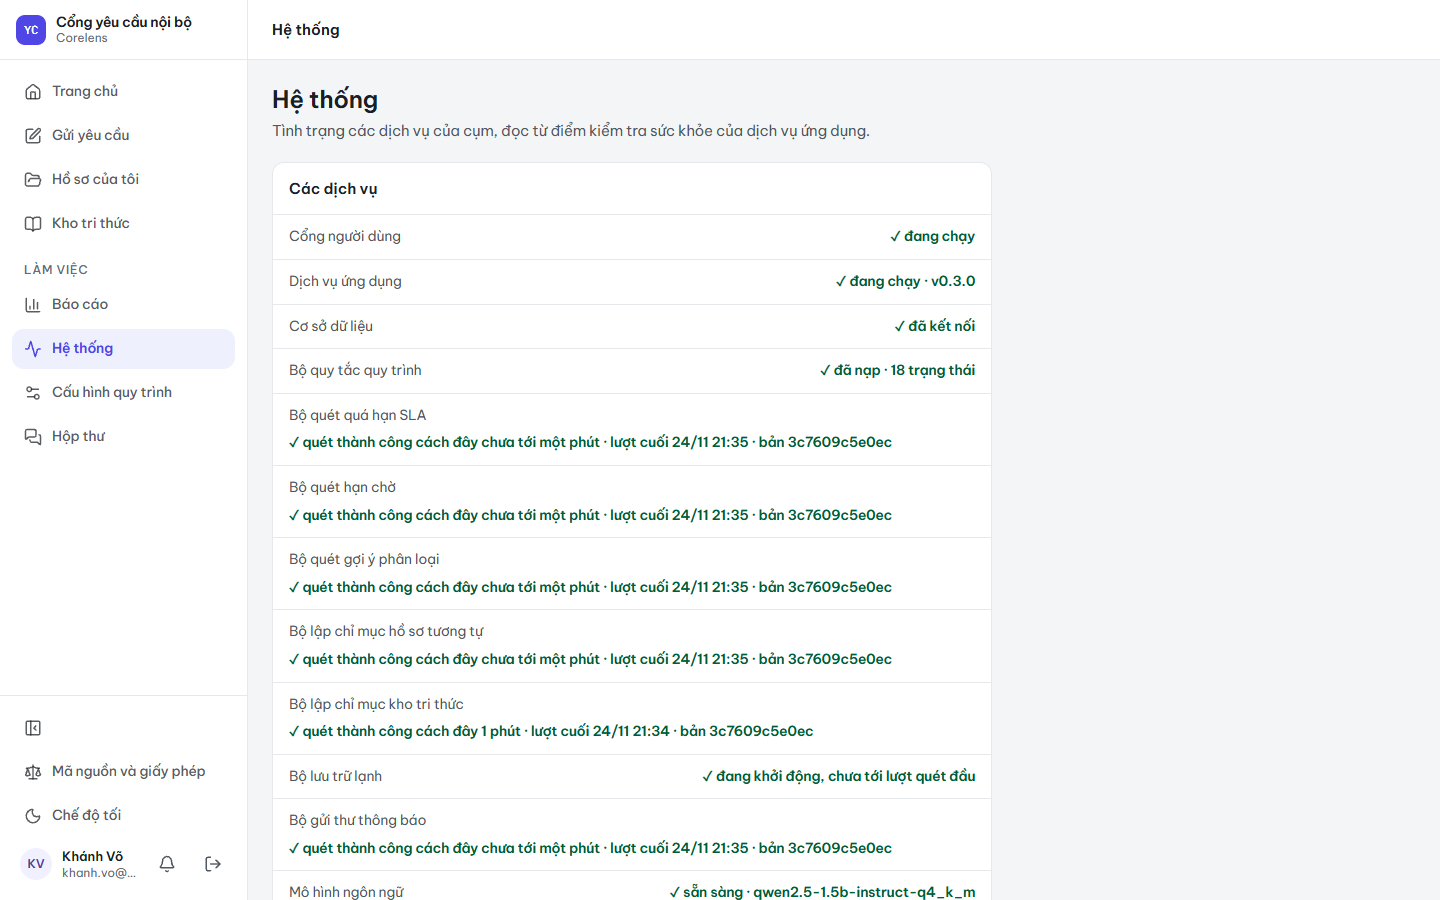 YC
Cổng yêu cầu nội bộ
Corelens
Trang chủ
Gửi yêu cầu
Hồ sơ của tôi
Kho tri thức
LÀM VIỆC
Báo cáo
Hệ thống
Cấu hình quy trình
Hộp thư
Mã nguồn và giấy phép
Chế độ tối
KV
Khánh Võ
khanh.vo@...
Hệ thống
Hệ thống
Tình trạng các dịch vụ của cụm, đọc từ điểm kiểm tra sức khỏe của dịch vụ ứng dụng.
Các dịch vụ
Cổng người dùng ✓ đang chạy
Dịch vụ ứng dụng ✓ đang chạy · v0.3.0
Cơ sở dữ liệu ✓ đã kết nối
Bộ quy tắc quy trình ✓ đã nạp · 18 trạng thái
Bộ quét quá hạn SLA
✓ quét thành công cách đây chưa tới một phút · lượt cuối 24/11 21:35 · bản 3c7609c5e0ec
Bộ quét hạn chờ
✓ quét thành công cách đây chưa tới một phút · lượt cuối 24/11 21:35 · bản 3c7609c5e0ec
Bộ quét gợi ý phân loại
✓ quét thành công cách đây chưa tới một phút · lượt cuối 24/11 21:35 · bản 3c7609c5e0ec
Bộ lập chỉ mục hồ sơ tương tự
✓ quét thành công cách đây chưa tới một phút · lượt cuối 24/11 21:35 · bản 3c7609c5e0ec
Bộ lập chỉ mục kho tri thức
✓ quét thành công cách đây 1 phút · lượt cuối 24/11 21:34 · bản 3c7609c5e0ec
Bộ lưu trữ lạnh ✓ đang khởi động, chưa tới lượt quét đầu
Bộ gửi thư thông báo
✓ quét thành công cách đây chưa tới một phút · lượt cuối 24/11 21:35 · bản 3c7609c5e0ec
Mô hình ngôn ngữ ✓ sẵn sàng · qwen2.5-1.5b-instruct-q4_k_m